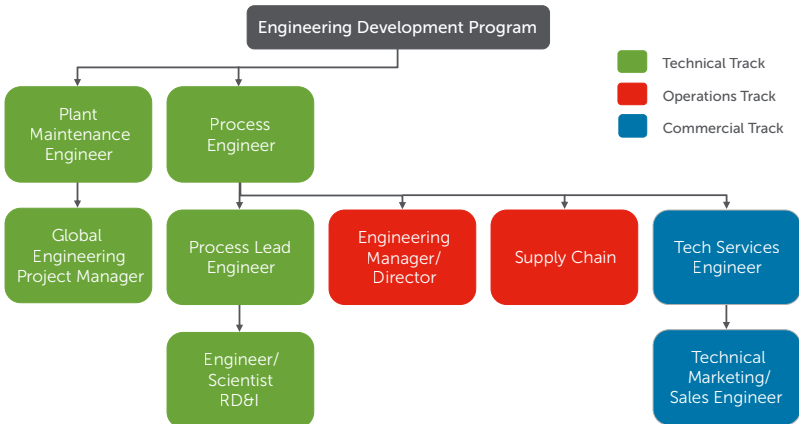 Engineering Development Program
Technical Track
Operations Track
Commercial Track
Plant
Maintenance
Engineer
Process
Engineer
Global
Engineering
Project Manager
Process Lead
Engineer
Engineering
Manager/
Director
Supply Chain
Tech Services
Engineer
Engineer/
Scientist
RD&I
Technical
Marketing/
Sales Engineer